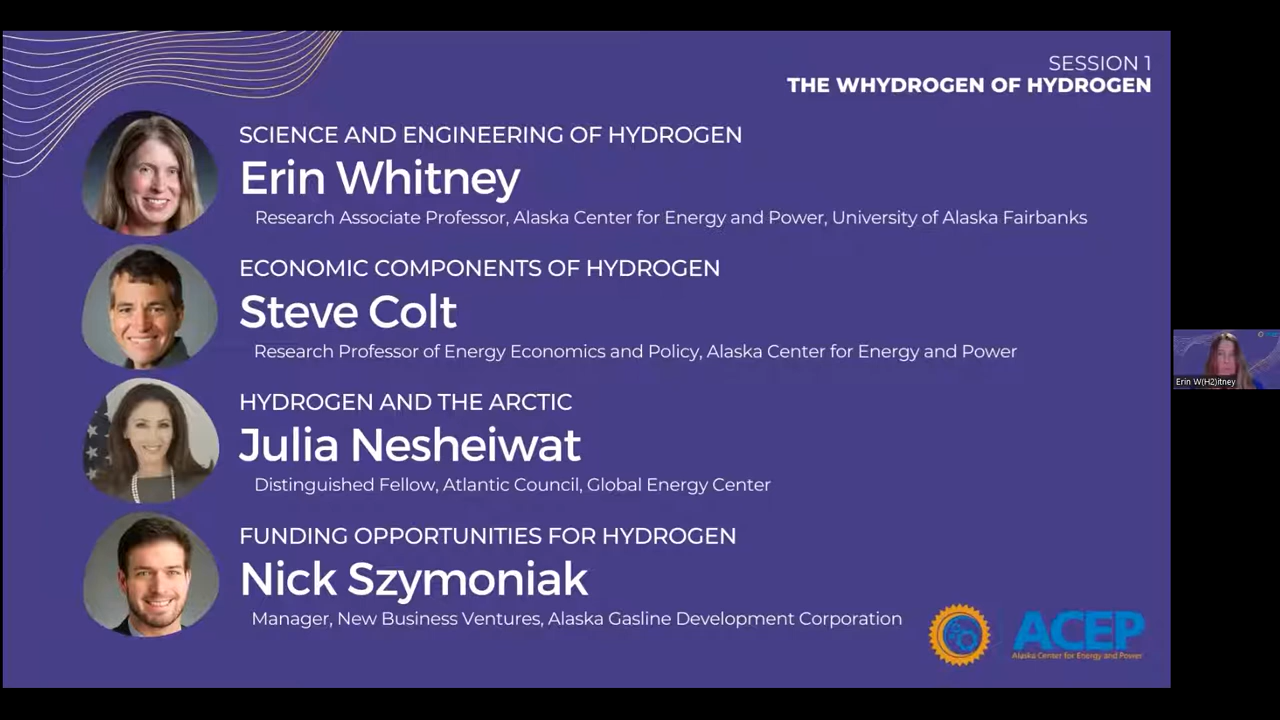 SESSION 1
THE WHYDROGEN OF HYDROGEN
SCIENCE AND ENGINEERING OF HYDROGEN
Erin Whitney
Research Associate Professor, Alaska Center for Energy and Power, University of Alaska Fairbanks
ECONOMIC COMPONENTS OF HYDROGEN
Steve Colt
Research Professor of Energy Economics and Policy, Alaska Center for Energy and Power
HYDROGEN AND THE ARCTIC
Julia Nesheiwat
Distinguished Fellow, Atlantic Council, Global Energy Center
FUNDING OPPORTUNITIES FOR HYDROGEN
Nick Szymoniak
Manager, New Business Ventures, Alaska Gasline Development Corporation
ACEP
Alaska Center for Energy and Power
Erin W(H2)itney